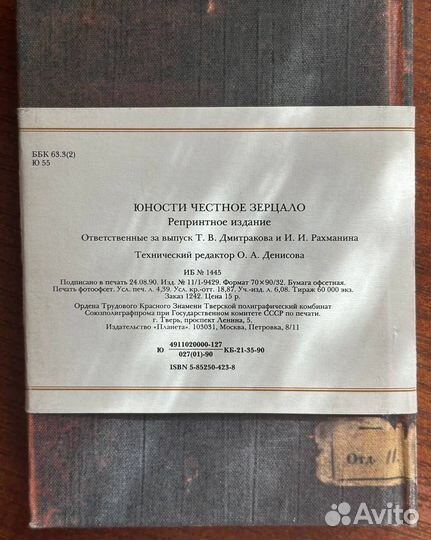 ББК 63.3(2)
Ю 55
ЮНОСТИ ЧЕСТНОЕ ЗЕРЦАЛО
Репринтное издание
Ответственные за выпуск Т. В. Дмитракова и И. И. Рахманина
Технический редактор О. А. Денисова
ИБ № 1445
Подписано в печать 24.08.90. Изд. № 11/1-9429. Формат 70×90/32. Бумага офсетная.
Печать фотоофсет. Усл. печ. л. 4,39. Усл. кр.-отт. 18,87. Уч.-изд. л. 6,08. Тираж 60 000 экз.
Заказ 1242. Цена 15 р.
Ордена Трудового Красного Знамени Тверской полиграфический комбинат
Союзполиграфпрома при Государственном комитете СССР по печати.
г. Тверь, проспект Ленина, 5.
Издательство «Планета». 103031, Москва, Петровка, 8/11
4911020000-127
Ю КБ-21-35-90
027(01)-90
ISBN 5-85250-423-8
Отд. II.
Avito